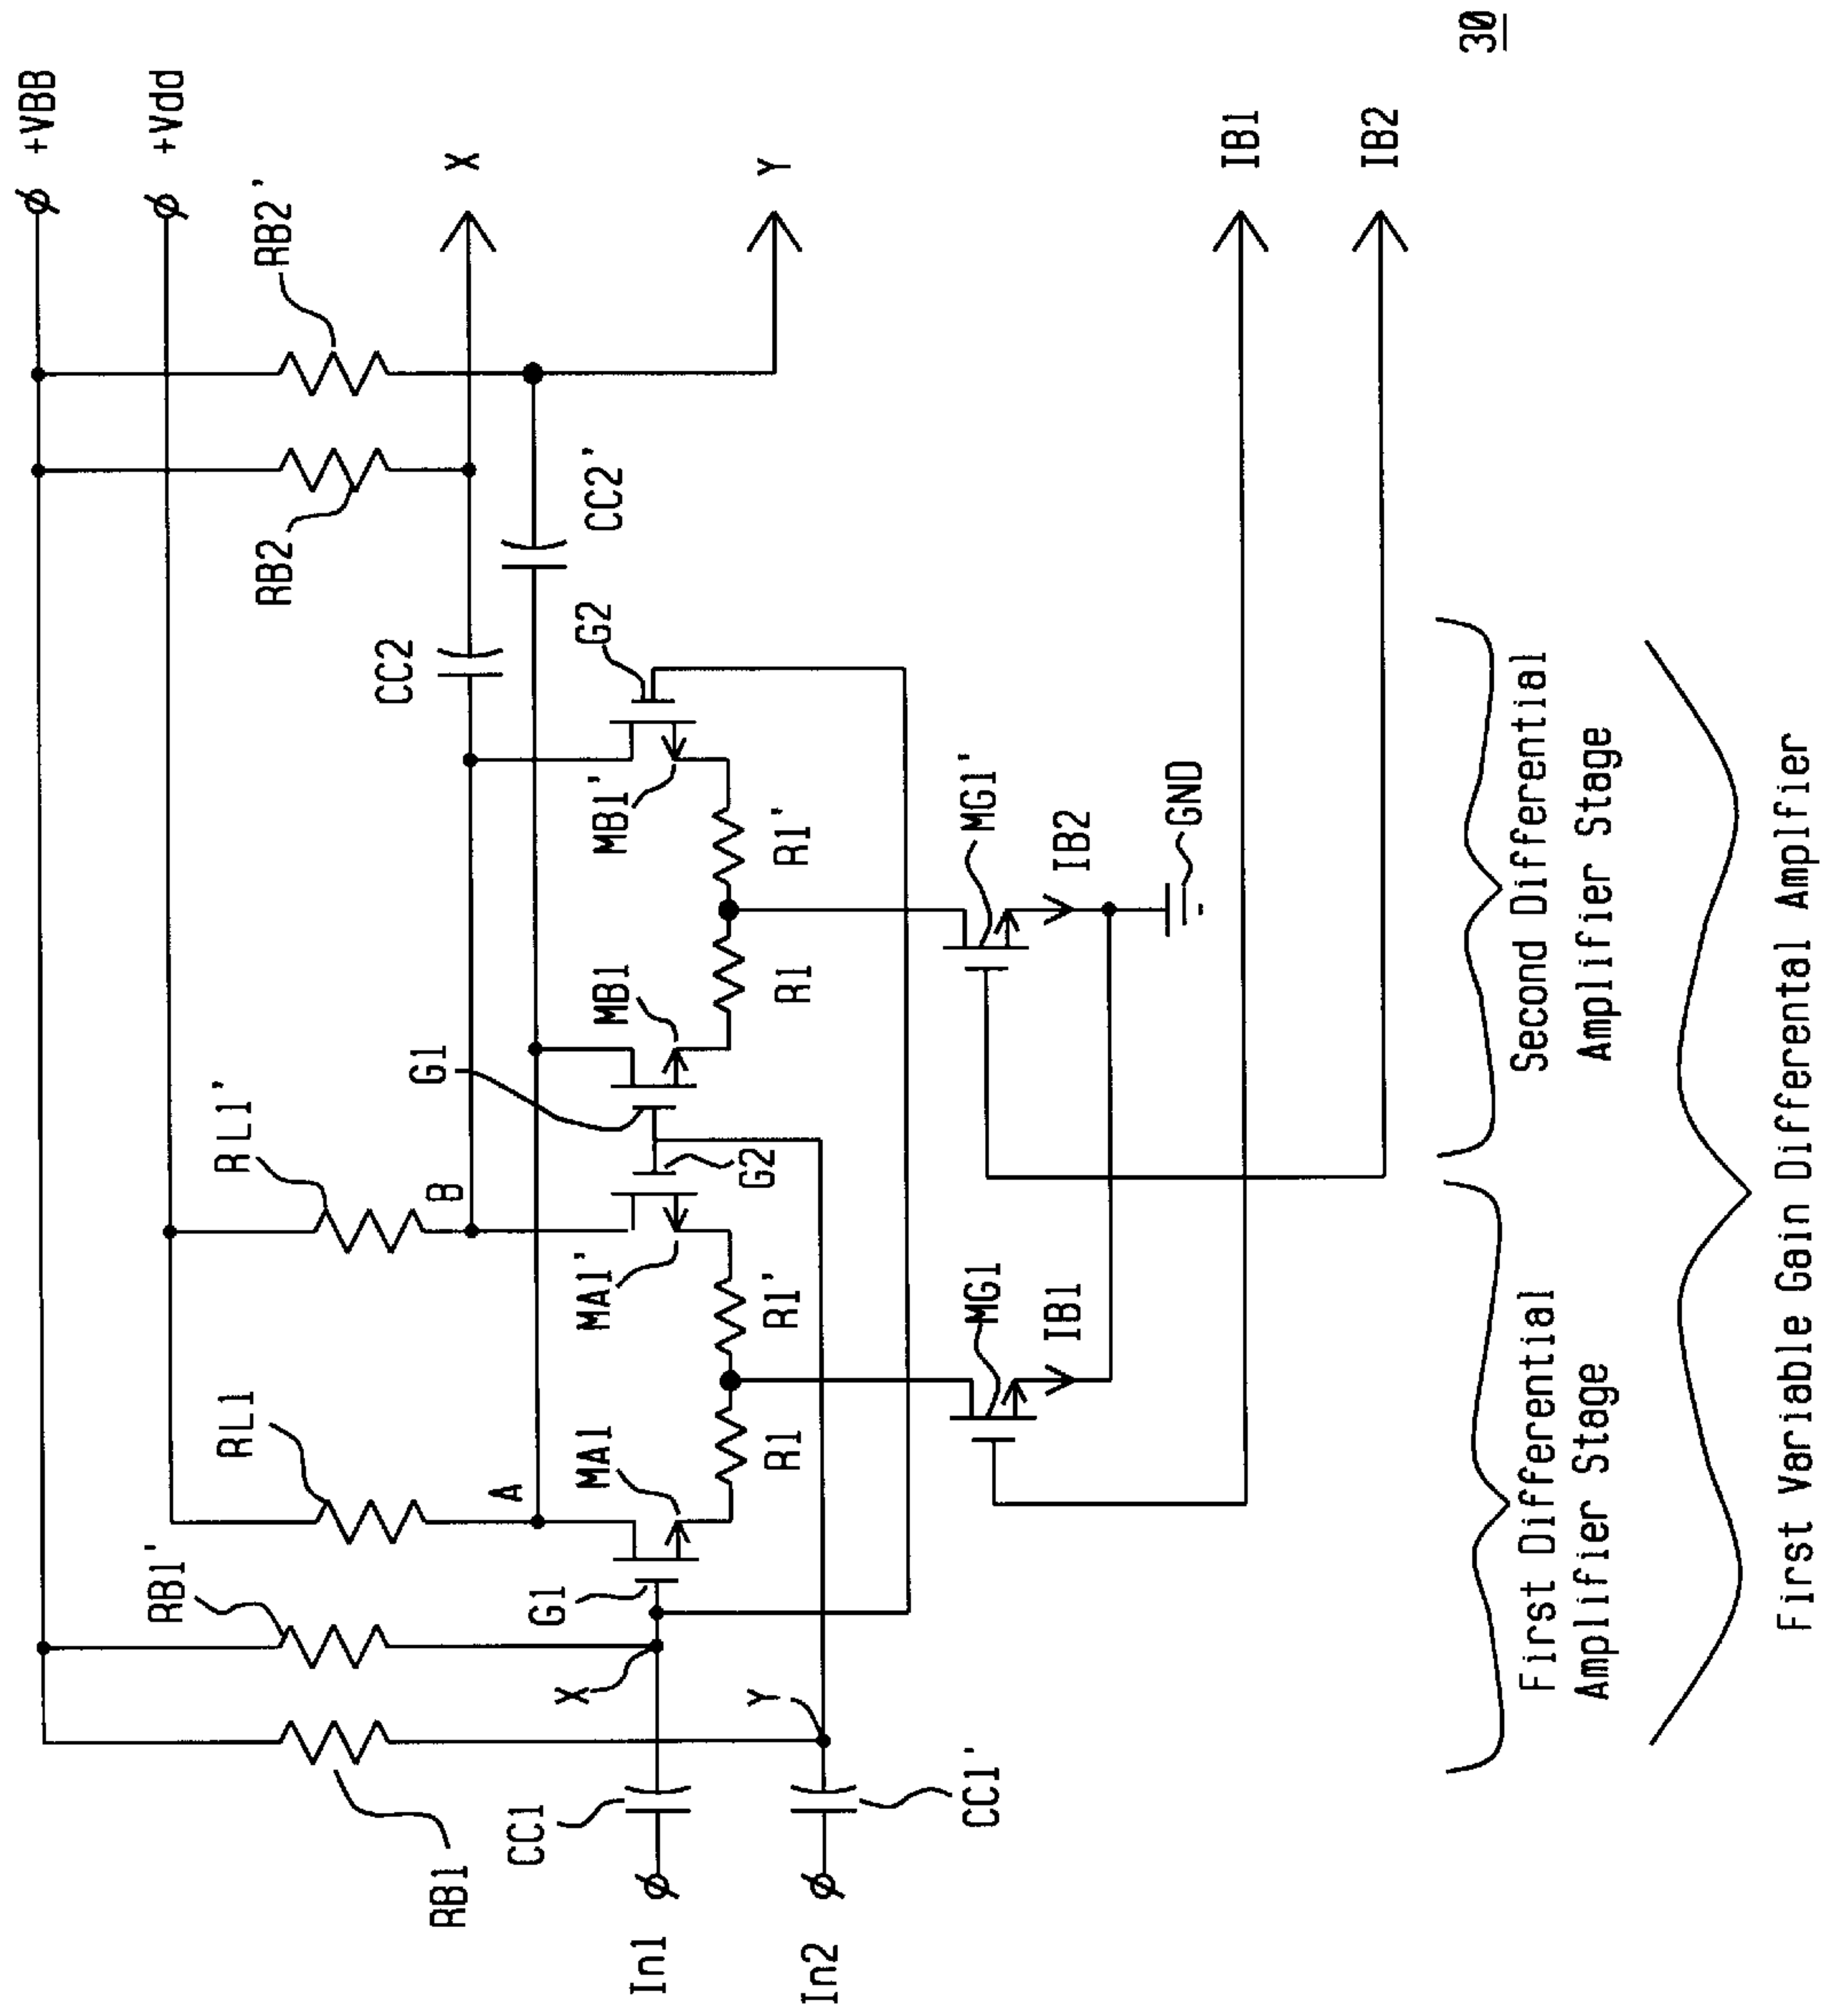 +VBB
+Vdd
RB2'
RB2
X
Y
CC2
CC2'
RL1'
RL1
RB1'
RB1
B
A
G1
G2
G1
G2
MA1
MA1'
MB1
MB1'
R1
R1'
R1
R1'
X
Y
CC1
CC1'
In1
In2
MG1
MG1'
IB1
IB2
GND
IB1
IB2
First Differential
Amplifier Stage
Second Differential
Amplifier Stage
First Variable Gain Differental Amplfier
30